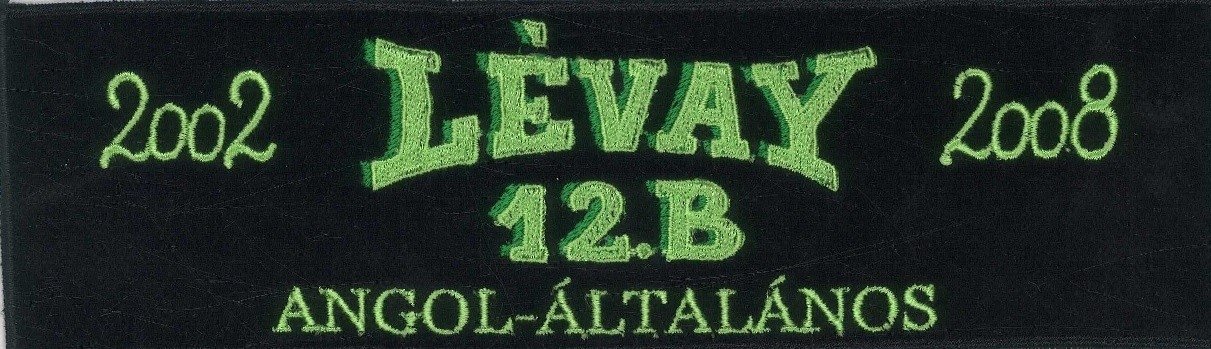 2002 LÈVAY 2008
12.B
ANGOL-ÁLTALÁNOS